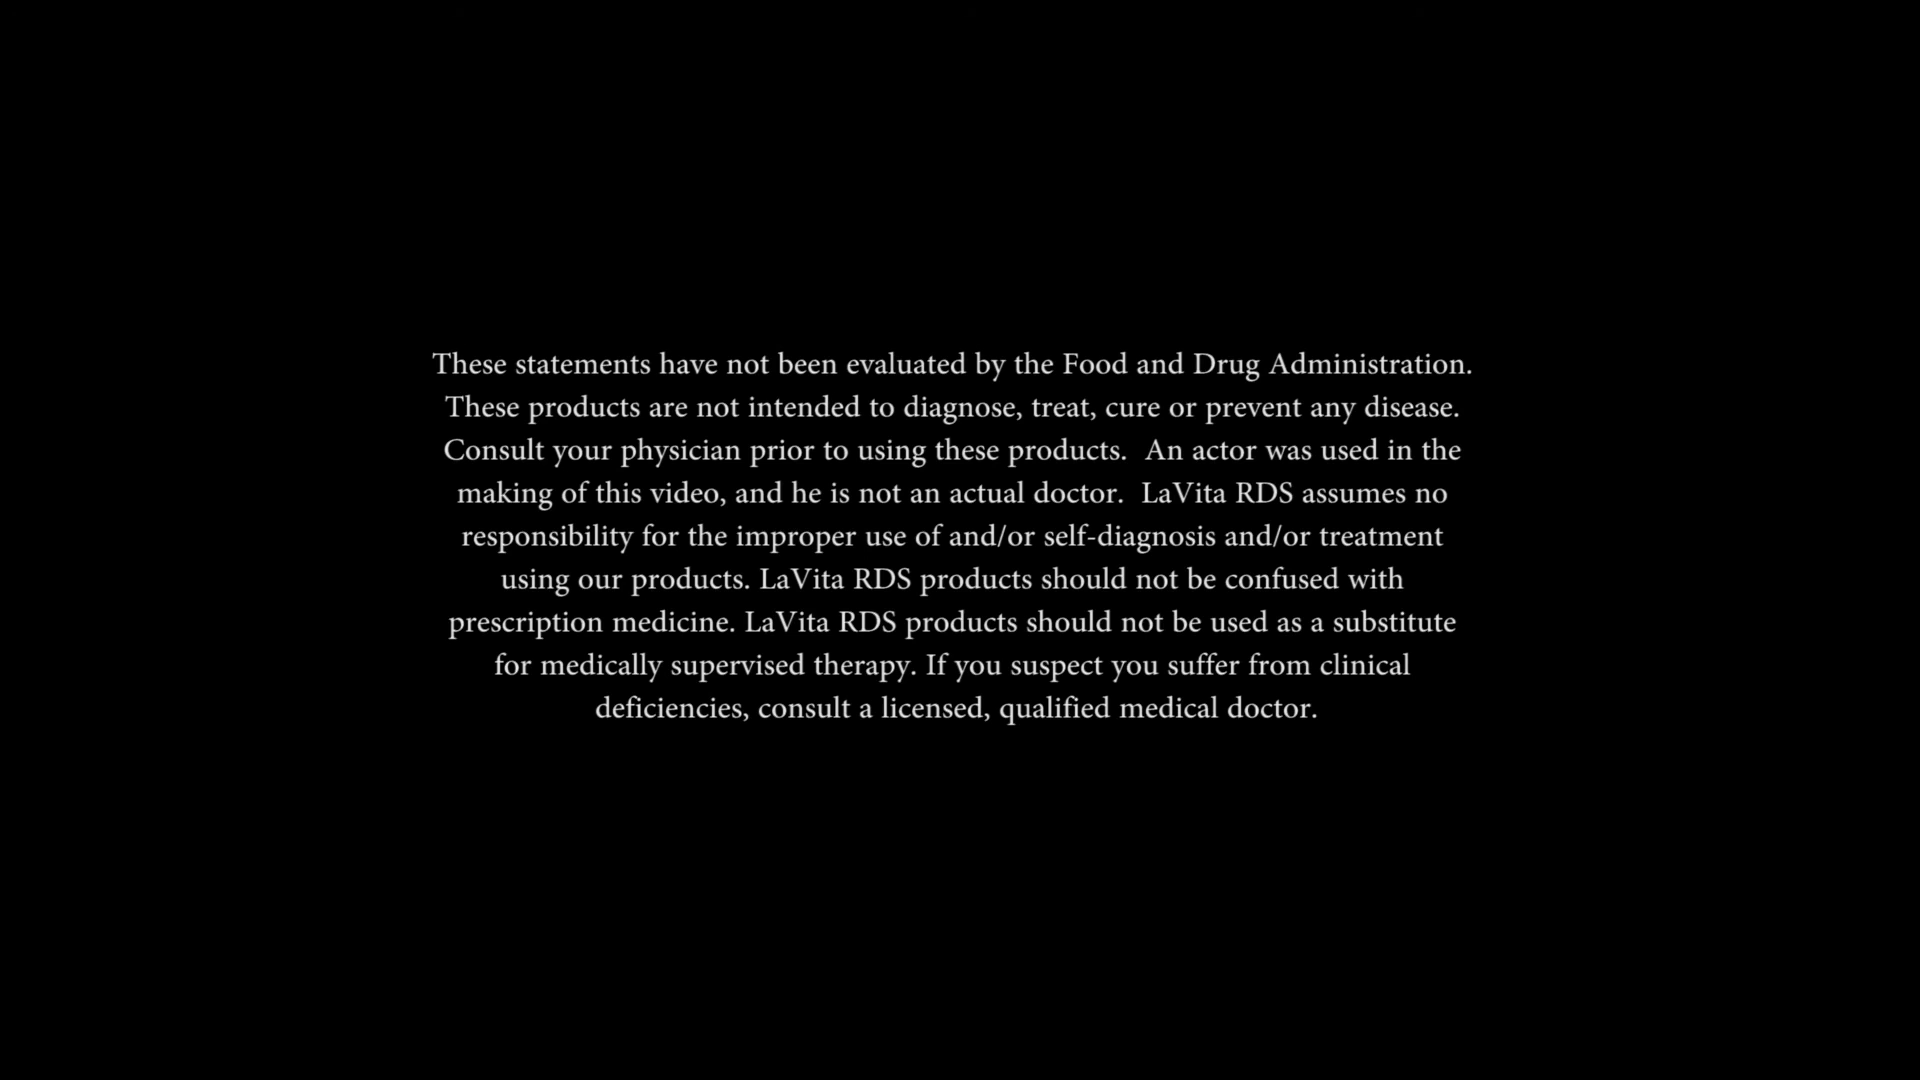 These statements have not been evaluated by the Food and Drug Administration.
These products are not intended to diagnose, treat, cure or prevent any disease.
Consult your physician prior to using these products.  An actor was used in the
making of this video, and he is not an actual doctor.  LaVita RDS assumes no
responsibility for the improper use of and/or self-diagnosis and/or treatment
using our products. LaVita RDS products should not be confused with
prescription medicine. LaVita RDS products should not be used as a substitute
for medically supervised therapy. If you suspect you suffer from clinical
deficiencies, consult a licensed, qualified medical doctor.